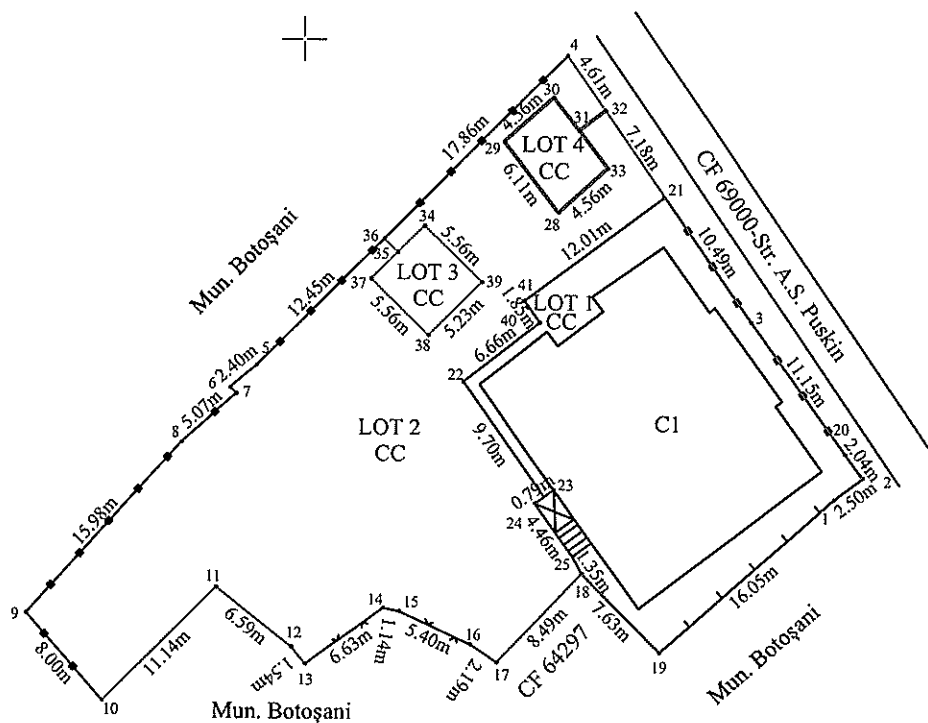 4
4.61m
30
4.56m
31
32
17.86m
29
LOT 4
CC
7.18m
33
6.11m
4.56m
28
21
CF 69000-Str. A.S. Puskin
Mun. Botoşani
34
36
35
5.56m
12.01m
10.49m
37
LOT 3
CC
39
41
1.85m
LOT 1
CC
40
12.45m
5.56m
5.23m
38
3
5
6.66m
6
2.40m
22
7
11.15m
5.07m
8
LOT 2
CC
C1
20
9.70m
2.04m
2
0.79m
23
2.50m
15.98m
24
4.46m
1
25
1.35m
11
18
16.05m
9
14
15
6.59m
12
6.63m
1.14m
5.40m
16
8.49m
7.63m
8.00m
11.14m
1.54m
13
2.19m
17
CF 64297
19
Mun. Botoşani
10
Mun. Botoşani